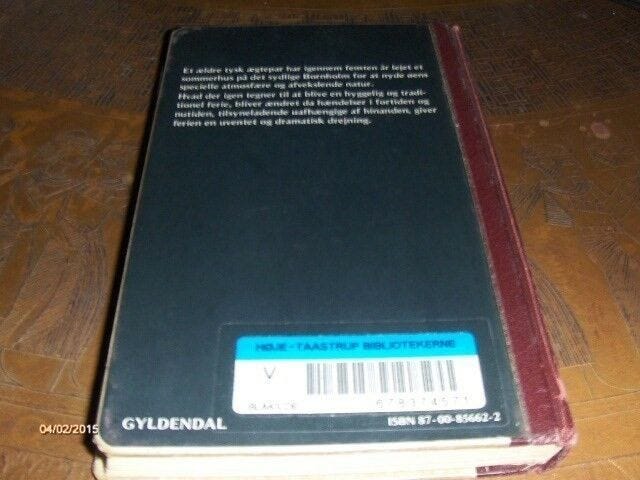 Et ældre tysk ægtepar har igennem femten år lejet et
sommerhus på det sydlige Bornholm for at nyde øens
specielle atmosfære og afvekslende natur.
Hvad der igen tegner til at blive en hyggelig og tradi-
tionel ferie, bliver ændret da hændelser i fortiden og
nutiden, tilsyneladende uafhængige af hinanden, giver
ferien en uventet og dramatisk drejning.
HØJE-TAASTRUP BIBLIOTEKERNE
V
GYLDENDAL
ISBN 87-00-85662-2
04/02/2015